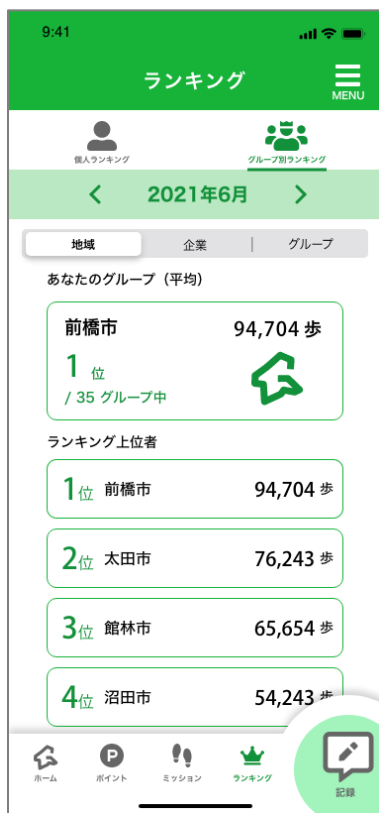 9:41
ランキング
MENU
個人ランキング
グループ別ランキング
2021年6月
地域 企業 グループ
あなたのグループ（平均）
前橋市 94,704 歩
1 位
/ 35 グループ中
ランキング上位者
1位 前橋市 94,704 歩
2位 太田市 76,243 歩
3位 館林市 65,654 歩
4位 沼田市 54,243 歩
ホーム
P
ポイント
ミッション
ランキング
記録